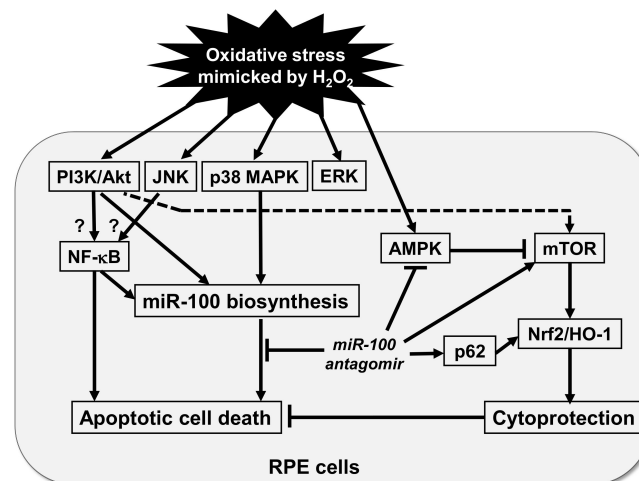 Oxidative stress
mimicked by H₂O₂
PI3K/Akt
JNK
p38 MAPK
ERK
? ?
NF-κB
AMPK
mTOR
miR-100 biosynthesis
miR-100
antagomir
p62
Nrf2/HO-1
Apoptotic cell death
Cytoprotection
RPE cells